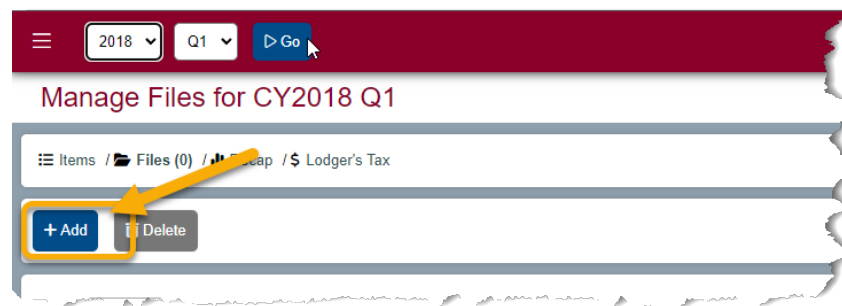 2018 Q1 Go
Manage Files for CY2018 Q1
Items / Files (0) / / $ Lodger's Tax
+ Add Delete